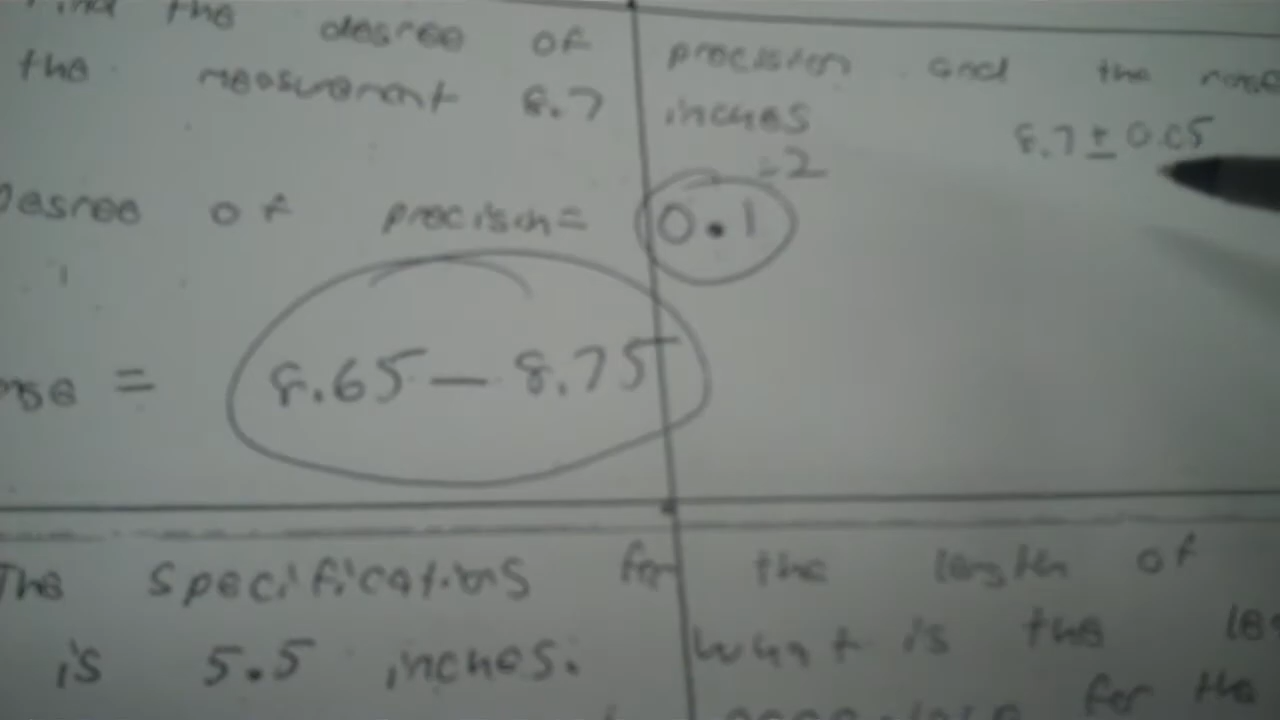 Find the degree of precision and the range
the measurement 8.7 inches
8.7 ± 0.05
÷2
Degree of precision = 0.1
= 8.65 — 8.75
The specifications for the length of
is 5.5 inches. What is the
for the